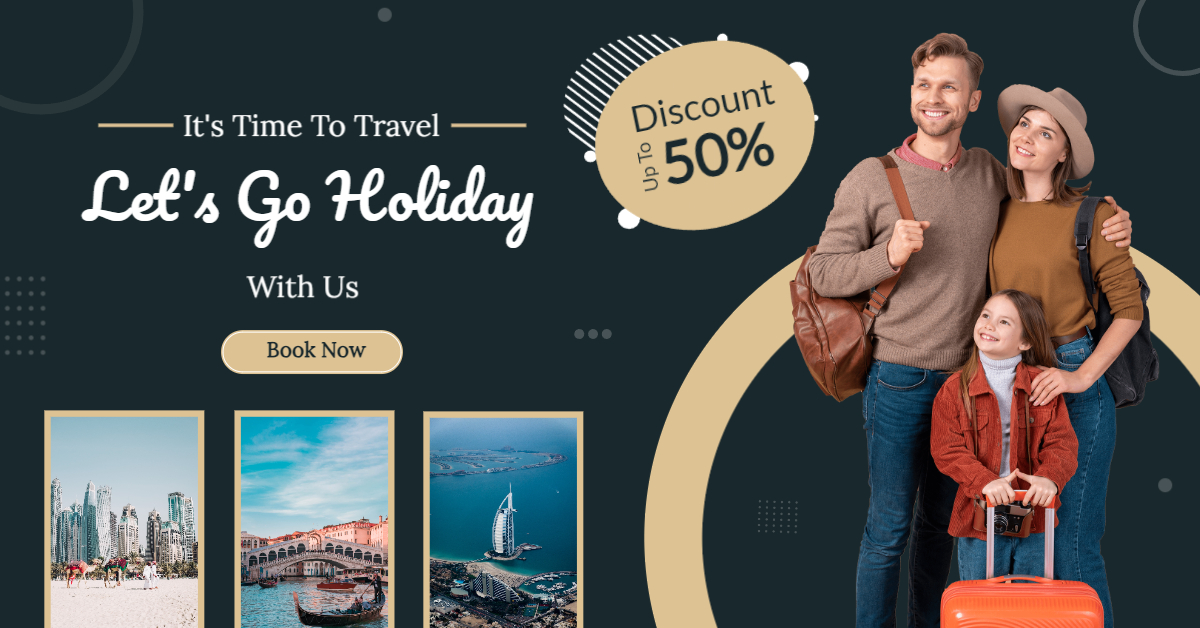 It's Time To Travel
Let's Go Holiday
With Us
Book Now
Discount
Up To 50%